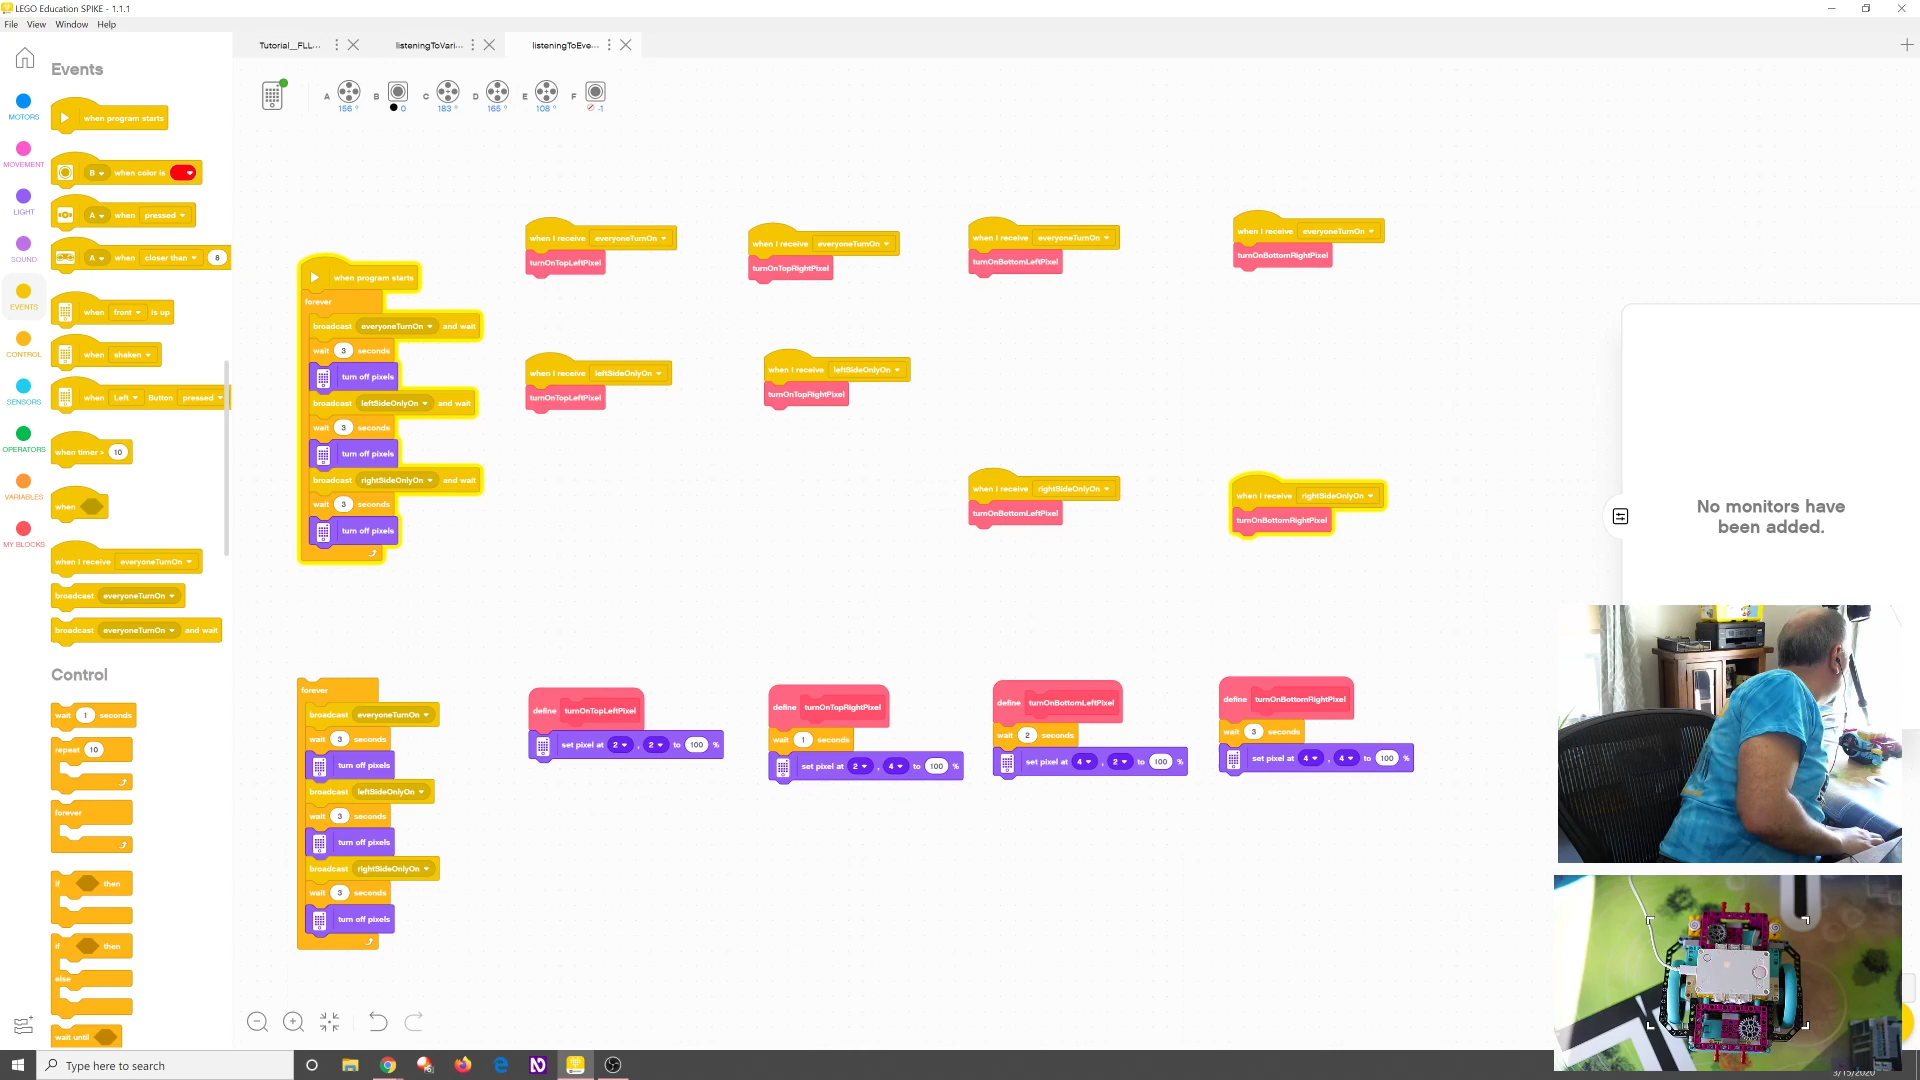 LEGO Education SPIKE - 1.1.1
File View Window Help
Tutorial__FLL...
listeningToVari...
listeningToEve...
MOTORS
MOVEMENT
LIGHT
SOUND
EVENTS
CONTROL
SENSORS
OPERATORS
VARIABLES
MY BLOCKS
Events
when program starts
B when color is
A when pressed
A when closer than 8
when front is up
when shaken
when Left Button pressed
when timer > 10
when
when I receive everyoneTurnOn
broadcast everyoneTurnOn
broadcast everyoneTurnOn and wait
Control
wait 1 seconds
repeat 10
forever
if then
if then
else
wait until
A 156 °
B 0
C 183 °
D 165 °
E 108 °
F -1
when program starts
forever
broadcast everyoneTurnOn and wait
wait 3 seconds
turn off pixels
broadcast leftSideOnlyOn and wait
wait 3 seconds
turn off pixels
broadcast rightSideOnlyOn and wait
wait 3 seconds
turn off pixels
when I receive everyoneTurnOn
turnOnTopLeftPixel
when I receive everyoneTurnOn
turnOnTopRightPixel
when I receive everyoneTurnOn
turnOnBottomLeftPixel
when I receive everyoneTurnOn
turnOnBottomRightPixel
when I receive leftSideOnlyOn
turnOnTopLeftPixel
when I receive leftSideOnlyOn
turnOnTopRightPixel
when I receive rightSideOnlyOn
turnOnBottomLeftPixel
when I receive rightSideOnlyOn
turnOnBottomRightPixel
forever
broadcast everyoneTurnOn
wait 3 seconds
turn off pixels
broadcast leftSideOnlyOn
wait 3 seconds
turn off pixels
broadcast rightSideOnlyOn
wait 3 seconds
turn off pixels
define turnOnTopLeftPixel
set pixel at 2 , 2 to 100 %
define turnOnTopRightPixel
wait 1 seconds
set pixel at 2 , 4 to 100 %
define turnOnBottomLeftPixel
wait 2 seconds
set pixel at 4 , 2 to 100 %
define turnOnBottomRightPixel
wait 3 seconds
set pixel at 4 , 4 to 100 %
No monitors have
been added.
Type here to search
3/15/2020